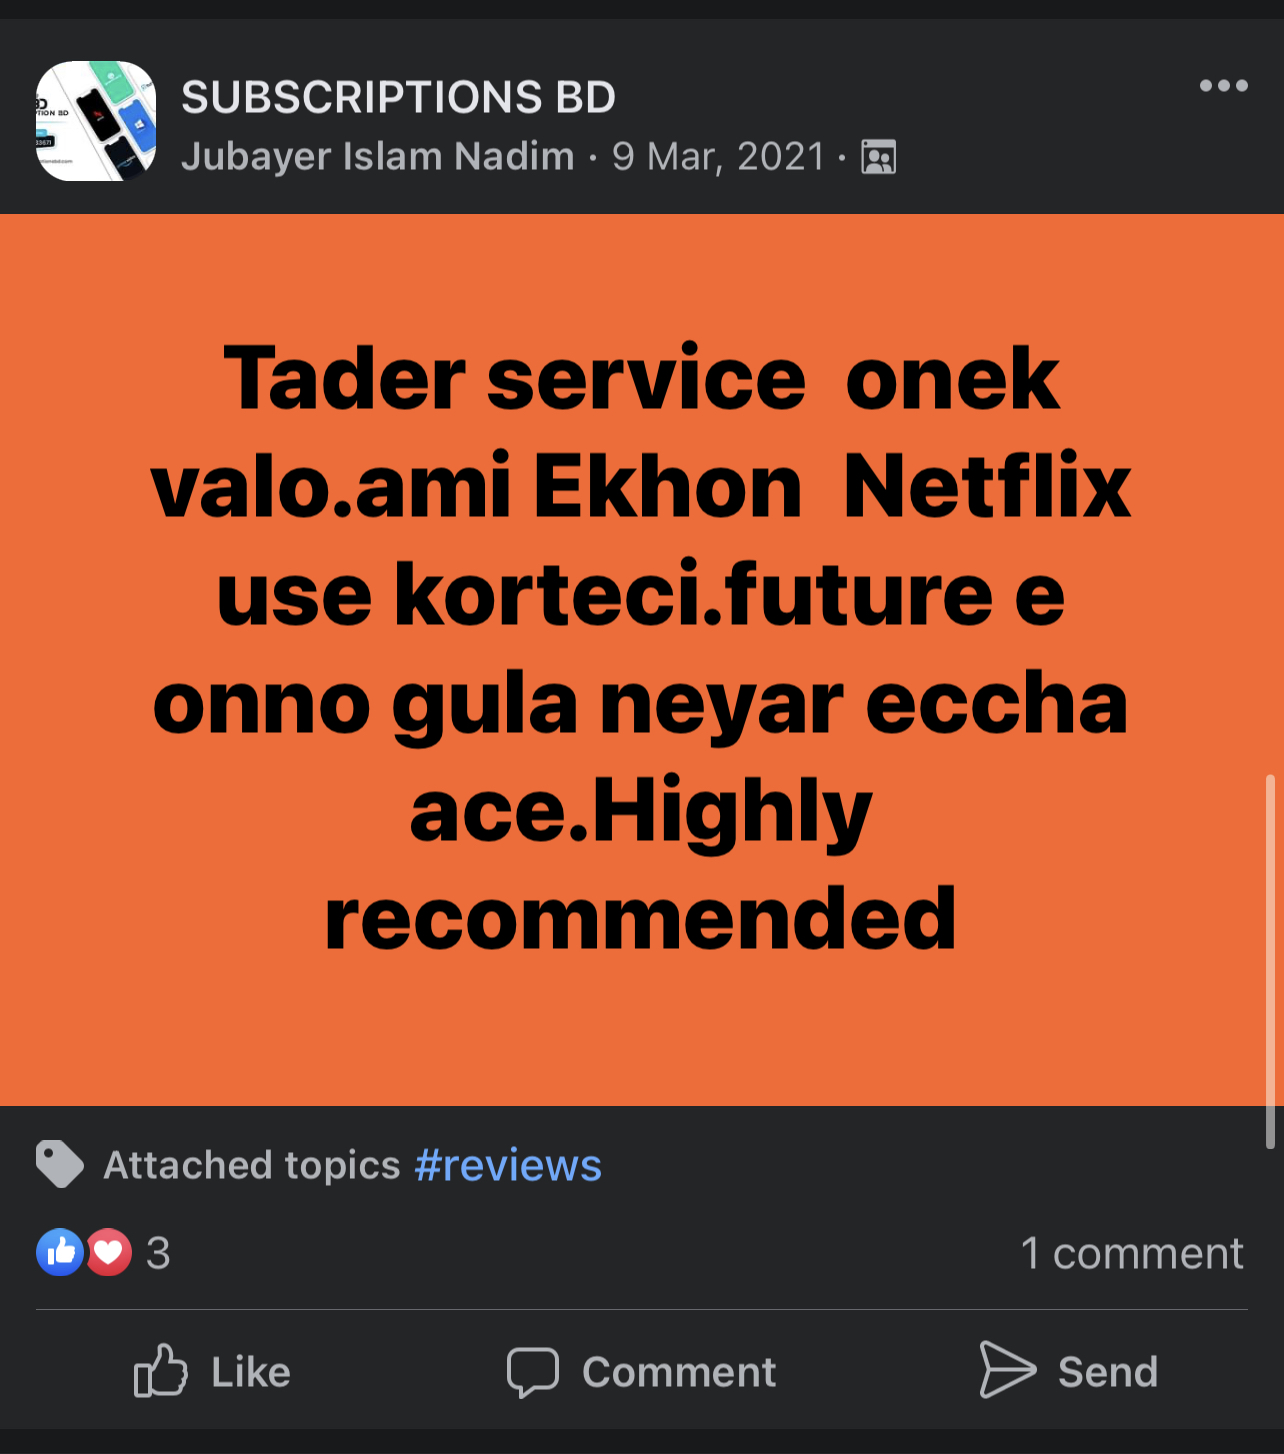 SUBSCRIPTIONS BD
Jubayer Islam Nadim · 9 Mar, 2021 ·
Tader service  onek
valo.ami Ekhon  Netflix
use korteci.future e
onno gula neyar eccha
ace.Highly
recommended
Attached topics #reviews
3
1 comment
Like
Comment
Send